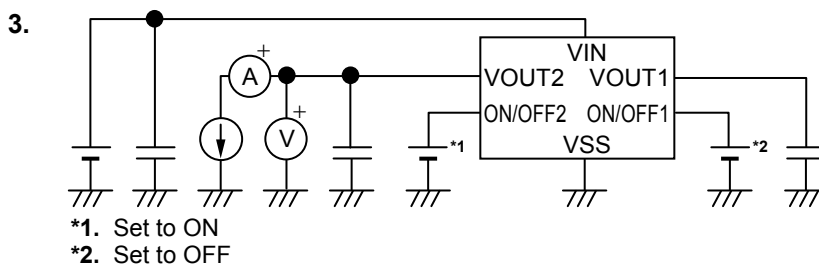 3.
VIN
+
A
VOUT2 VOUT1
+
ON/OFF2 ON/OFF1
V
*1 VSS *2
*1. Set to ON
*2. Set to OFF